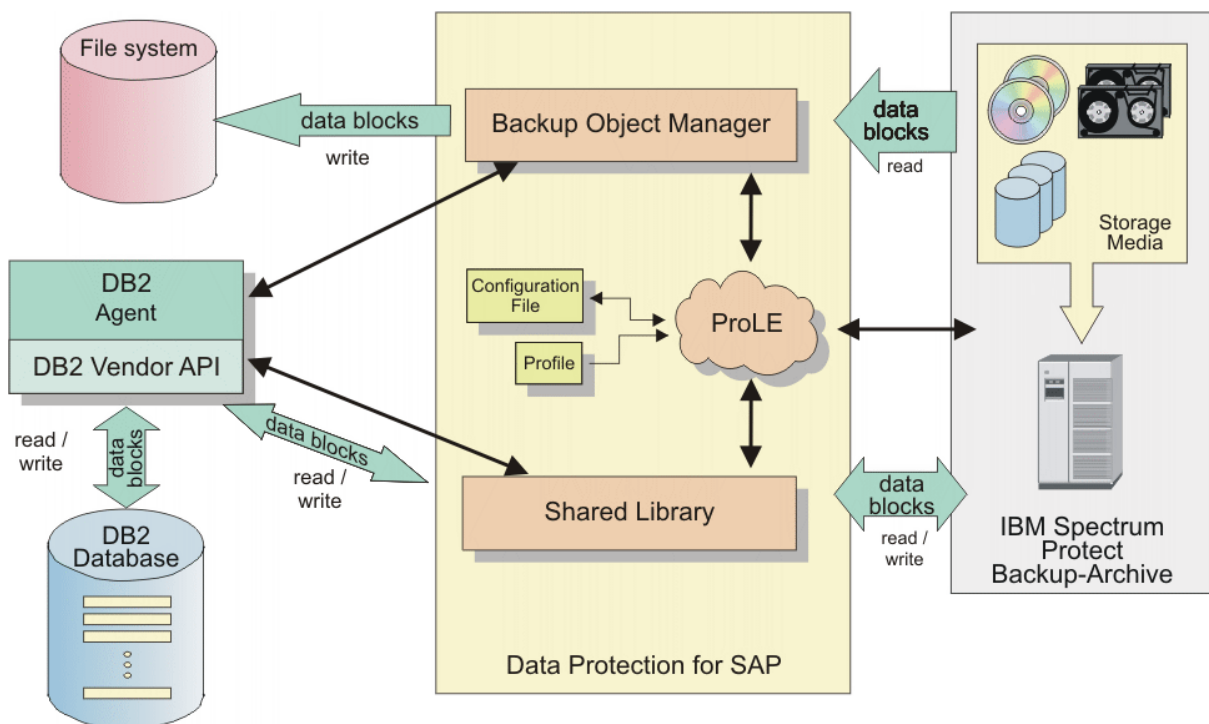 File system
data blocks
write
Backup Object Manager
data
blocks
read
Storage
Media
DB2
Agent
DB2 Vendor API
Configuration
File
Profile
ProLE
read /
write
data
blocks
data blocks
read /
write
Shared Library
data
blocks
read /
write
DB2
Database
IBM Spectrum
Protect
Backup-Archive
Data Protection for SAP